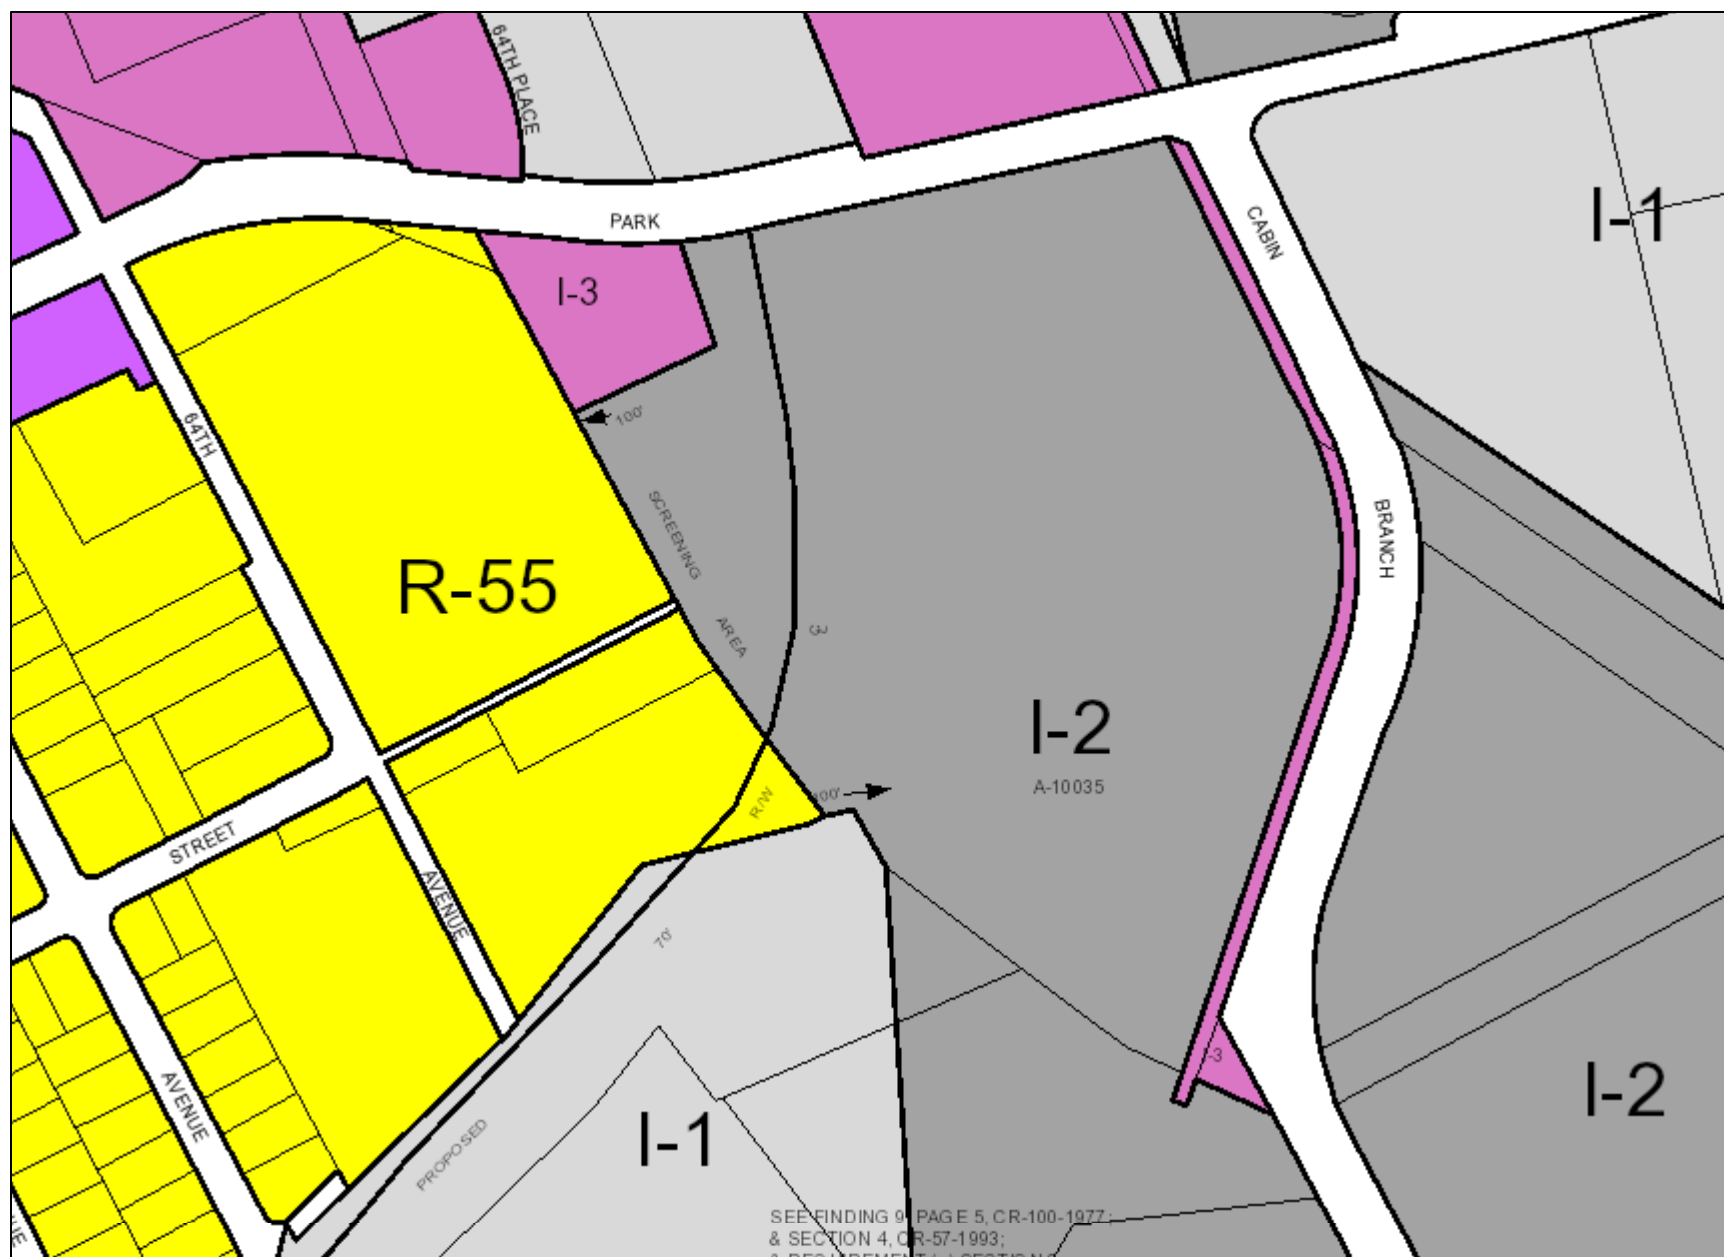 64TH PLACE
PARK
I-1
CABIN
I-3
100'
64TH
SCREENING
BRANCH
R-55
AREA
3
I-2
A-10035
R/W
STREET
AVENUE
70'
-3
I-2
AVENUE
I-1
PROPOSED
SEE FINDING 9, PAGE 5, CR-100-1977;
& SECTION 4, CR-57-1993;